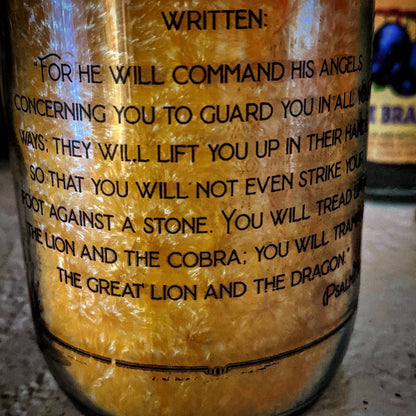 WRITTEN:
"FOR HE WILL COMMAND HIS ANGELS
CONCERNING YOU TO GUARD YOU IN ALL
WAYS; THEY WILL LIFT YOU UP IN THEIR
SO THAT YOU WILL NOT EVEN STRIKE YOUR
FOOT AGAINST A STONE. YOU WILL TREAD
THE LION AND THE COBRA; YOU WILL
THE GREAT LION AND THE DRAGON."